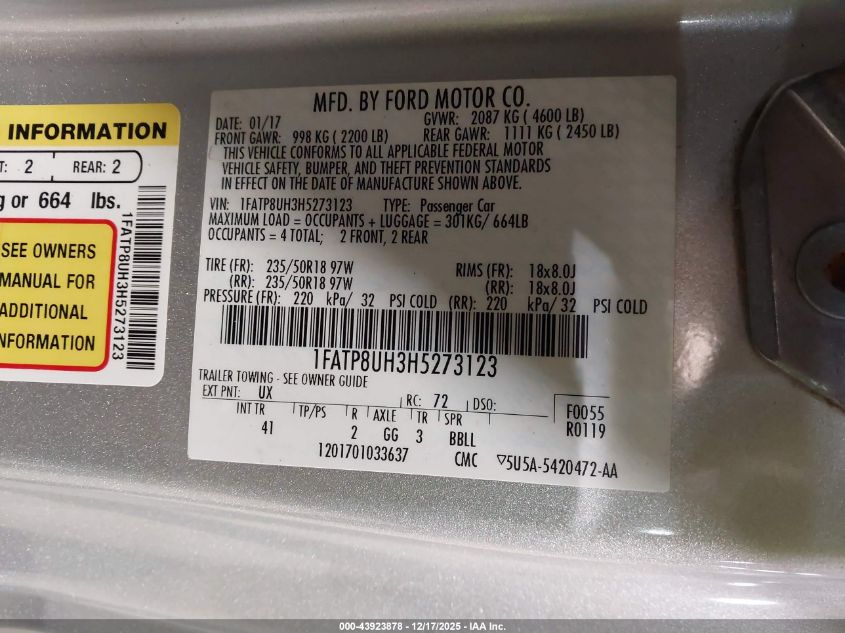 INFORMATION
2
REAR: 2
or 664 lbs.
SEE OWNERS
MANUAL FOR
ADDITIONAL
INFORMATION
1FATP8UH3H5273123
MFD. BY FORD MOTOR CO.
DATE: 01/17 GVWR: 2087 KG ( 4600 LB)
FRONT GAWR: 998 KG ( 2200 LB) REAR GAWR: 1111 KG ( 2450 LB)
THIS VEHICLE CONFORMS TO ALL APPLICABLE FEDERAL MOTOR
VEHICLE SAFETY, BUMPER, AND THEFT PREVENTION STANDARDS
IN EFFECT ON THE DATE OF MANUFACTURE SHOWN ABOVE.
VIN: 1FATP8UH3H5273123 TYPE: Passenger Car
MAXIMUM LOAD = OCCUPANTS + LUGGAGE = 301KG/ 664LB
OCCUPANTS = 4 TOTAL; 2 FRONT, 2 REAR
TIRE (FR): 235/50R18 97W RIMS (FR): 18x8.0J
(RR): 235/50R18 97W (RR): 18x8.0J
PRESSURE (FR): 220 kPa/ 32 PSI COLD (RR): 220 kPa/ 32 PSI COLD
1FATP8UH3H5273123
TRAILER TOWING - SEE OWNER GUIDE
EXT PNT: UX RC: 72 DSO: F0055
INT TR TP/PS R AXLE TR SPR R0119
41 2 GG 3 BBLL
1201701033637 CMC ▽5U5A-5420472-AA
000-43923878 - 12/17/2025 - IAA Inc.